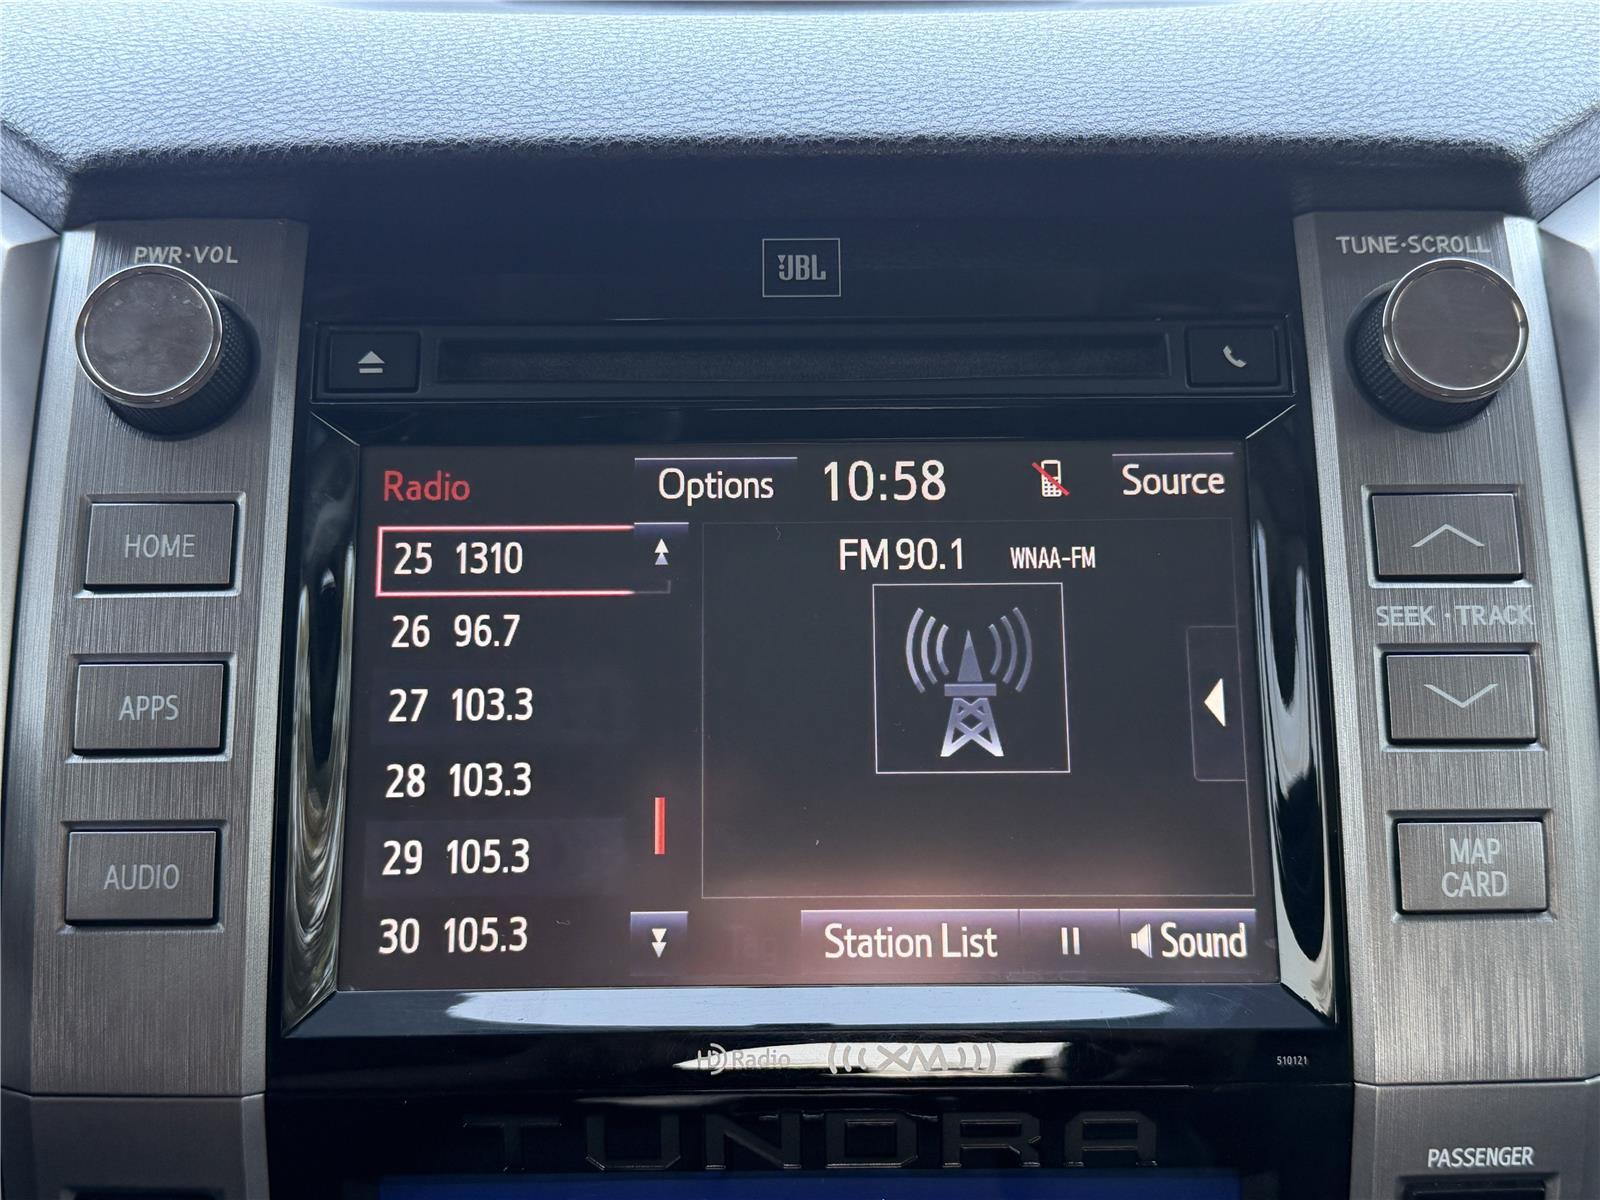 PWR·VOL
TUNE·SCROLL
JBL
Radio
Options
10:58
Source
25 1310
26 96.7
27 103.3
28 103.3
29 105.3
30 105.3
FM 90.1 WNAA-FM
Station List
Sound
HOME
APPS
AUDIO
SEEK·TRACK
MAP
CARD
HD Radio
((( XM )))
510121
TUNDRA
PASSENGER